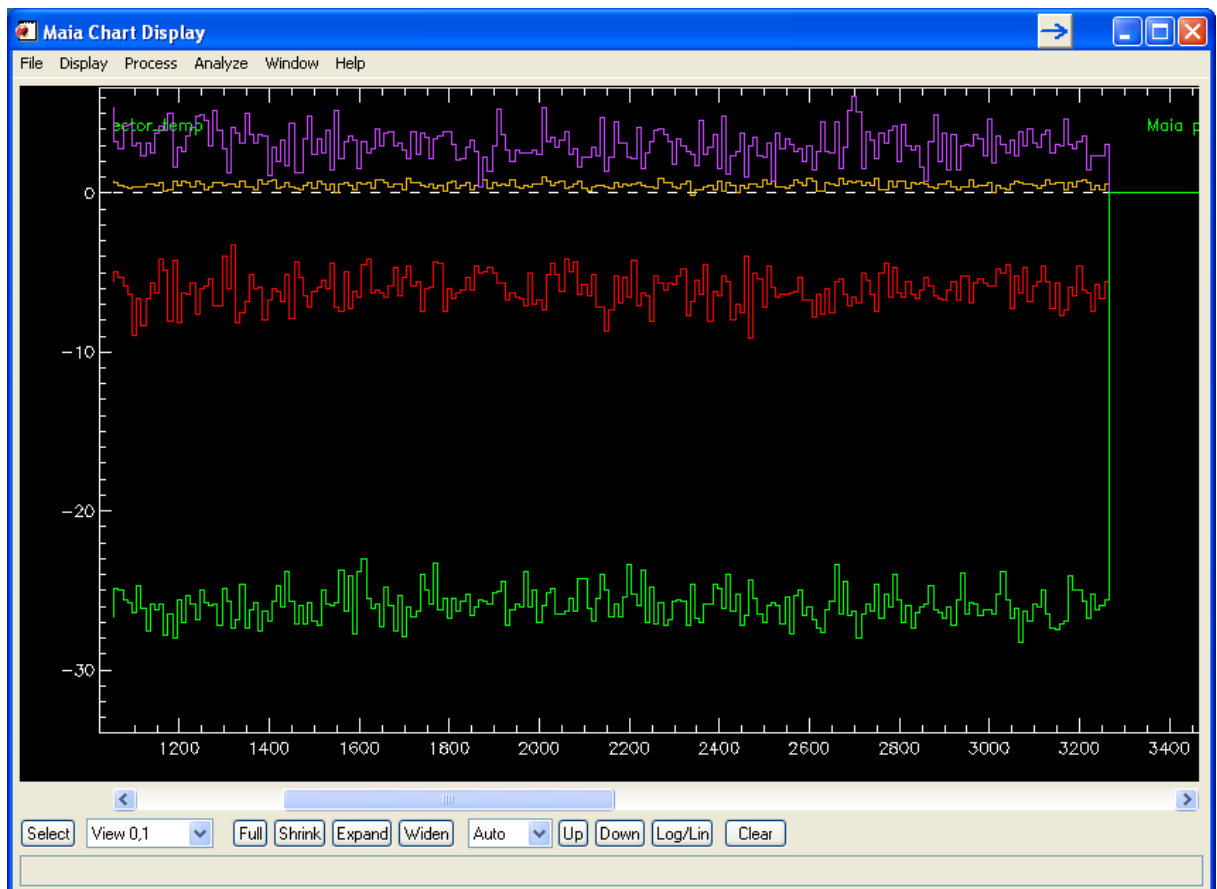 Maia Chart Display
File Display Process Analyze Window Help
ector_temp
Maia p
0
-10
-20
-30
1200 1400 1600 1800 2000 2200 2400 2600 2800 3000 3200 3400
Select View 0,1 Full Shrink Expand Widen Auto Up Down Log/Lin Clear